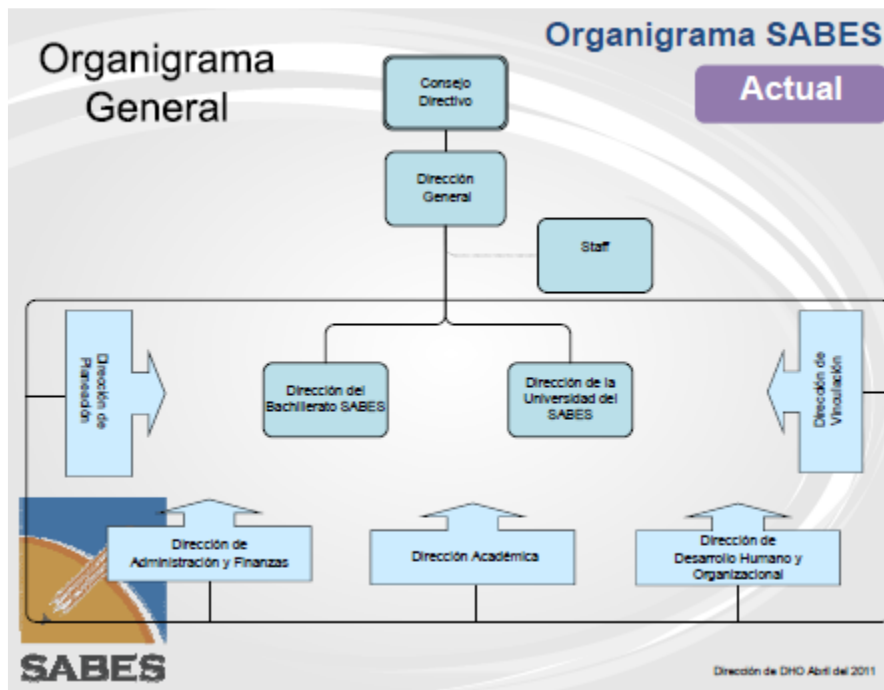 Organigrama
General
Organigrama SABES
Actual
Consejo
Directivo
Dirección
General
Staff
Dirección de
Planeación
Dirección del
Bachillerato SABES
Dirección de la
Universidad del
SABES
Dirección de
Vinculación
Dirección de
Administración y Finanzas
Dirección Académica
Dirección de
Desarrollo Humano y
Organizacional
SABES
Dirección de DHO Abril del 2011